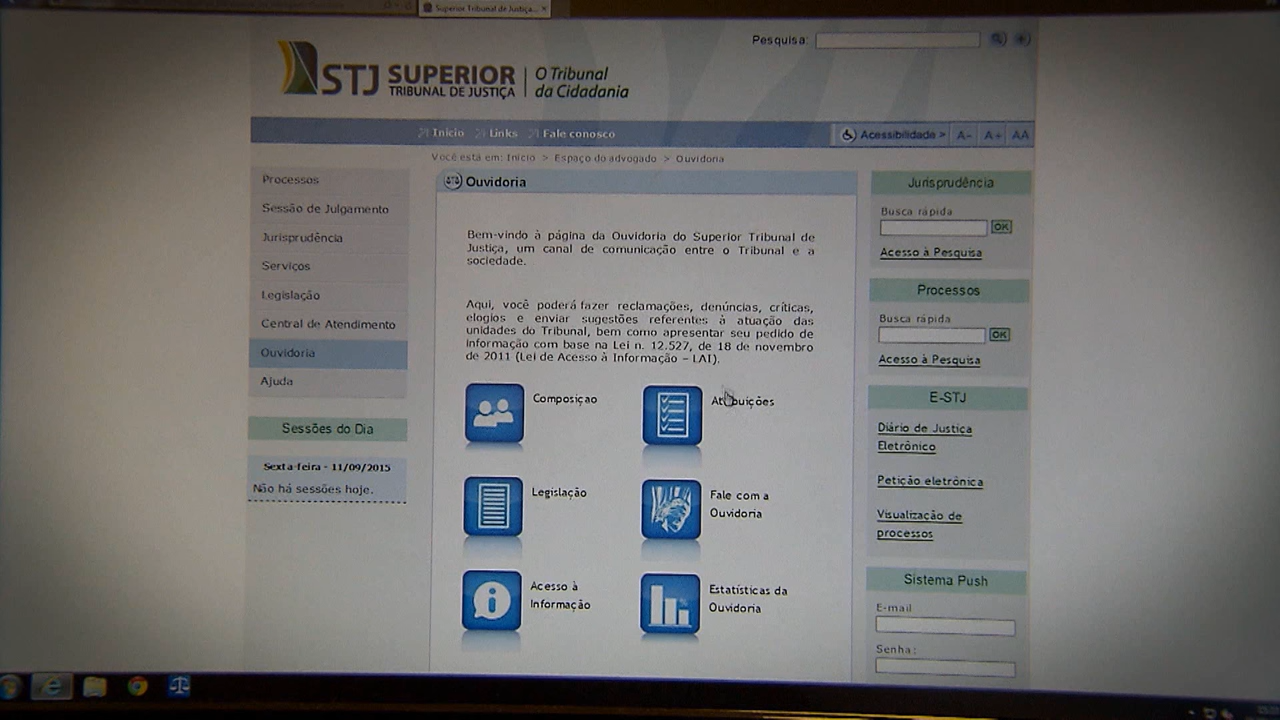 Superior Tribunal de Justiça...
Pesquisa:
STJ SUPERIOR
TRIBUNAL DE JUSTIÇA
O Tribunal
da Cidadania
Início
Links
Fale conosco
Acessibilidade >
A-
A+
AA
Você está em: Início > Espaço do advogado > Ouvidoria
Processos
Sessão de Julgamento
Jurisprudência
Serviços
Legislação
Central de Atendimento
Ouvidoria
Ajuda
Sessões do Dia
Sexta-feira - 11/09/2015
Não há sessões hoje.
Ouvidoria
Bem-vindo à página da Ouvidoria do Superior Tribunal de
Justiça, um canal de comunicação entre o Tribunal e a
sociedade.
Aqui, você poderá fazer reclamações, denúncias, críticas,
elogios e enviar sugestões referentes à atuação das
unidades do Tribunal, bem como apresentar seu pedido de
informação com base na Lei n. 12.527, de 18 de novembro
de 2011 (Lei de Acesso à Informação – LAI).
Composiçao
Atribuições
Legislação
Fale com a
Ouvidoria
Acesso à
Informação
Estatísticas da
Ouvidoria
Jurisprudência
Busca rápida
OK
Acesso à Pesquisa
Processos
Busca rápida
OK
Acesso à Pesquisa
E-STJ
Diário de Justiça
Eletrônico
Petição eletrônica
Visualização de
processos
Sistema Push
E-mail
Senha: